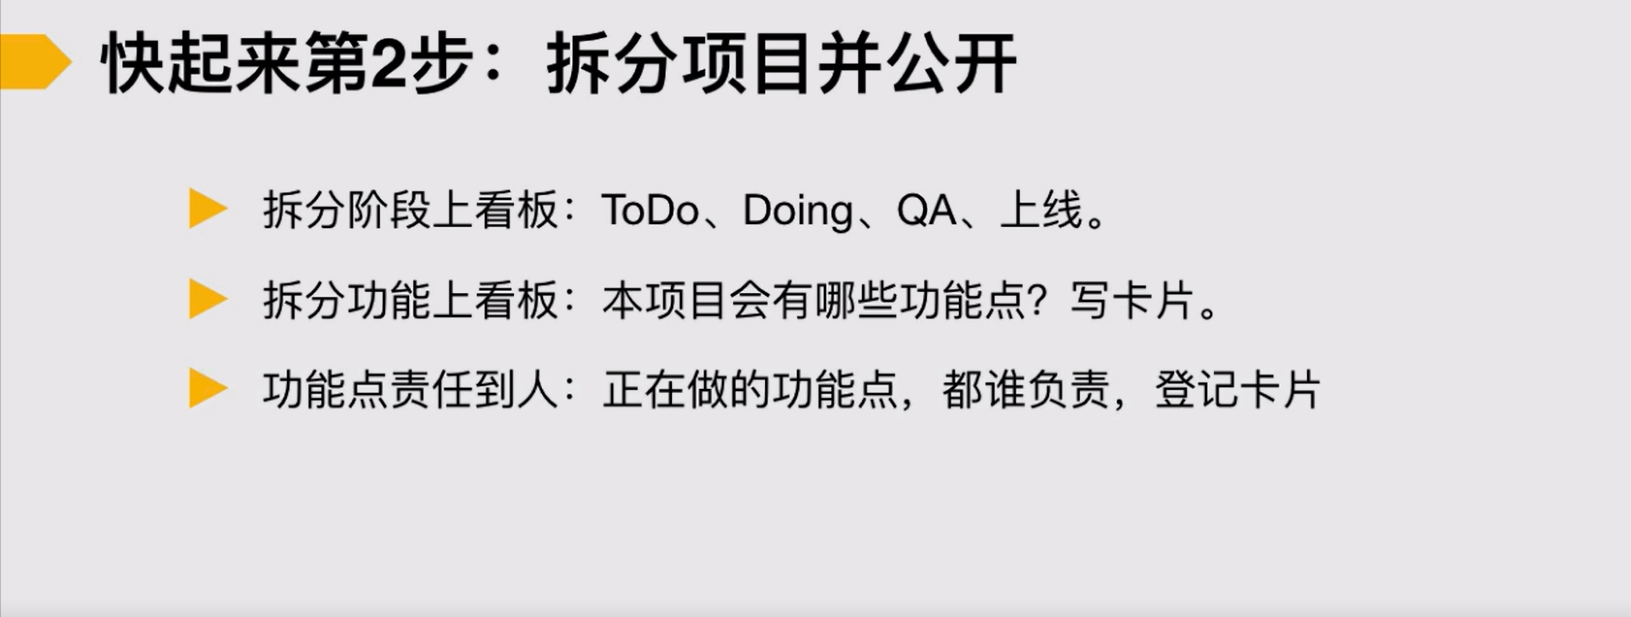 快起来第2步：拆分项目并公开
拆分阶段上看板：ToDo、Doing、QA、上线。
拆分功能上看板：本项目会有哪些功能点？写卡片。
功能点责任到人：正在做的功能点，都谁负责，登记卡片